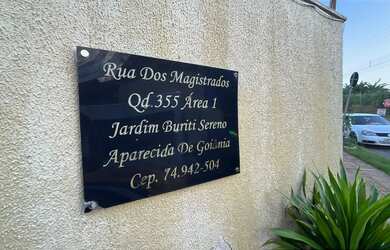 Rua Dos Magistrados
Qd.355 Área 1
Jardim Buriti Sereno
Aparecida De Goiânia
Cep. 74.942-504